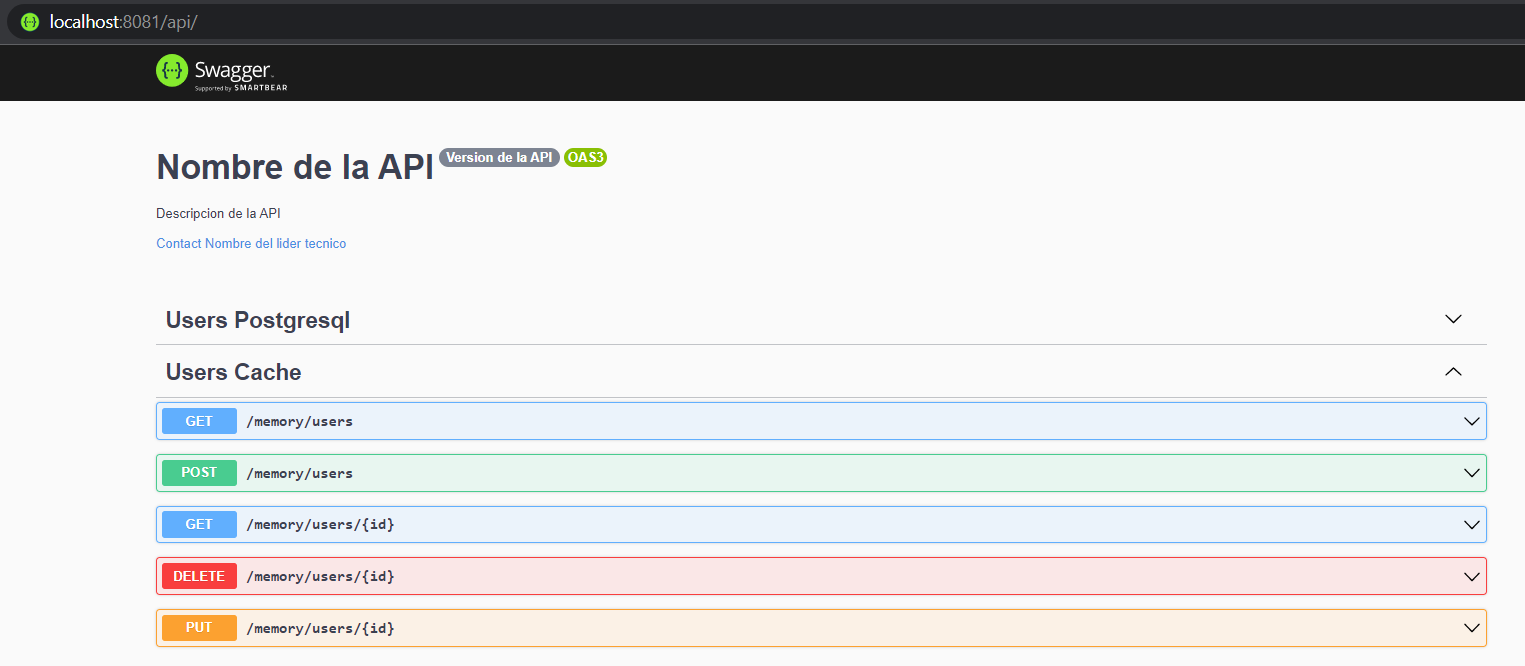 localhost:8081/api/
Swagger
Supported by SMARTBEAR
Nombre de la API Version de la API OAS3
Descripcion de la API
Contact Nombre del lider tecnico
Users Postgresql
Users Cache
GET /memory/users
POST /memory/users
GET /memory/users/{id}
DELETE /memory/users/{id}
PUT /memory/users/{id}